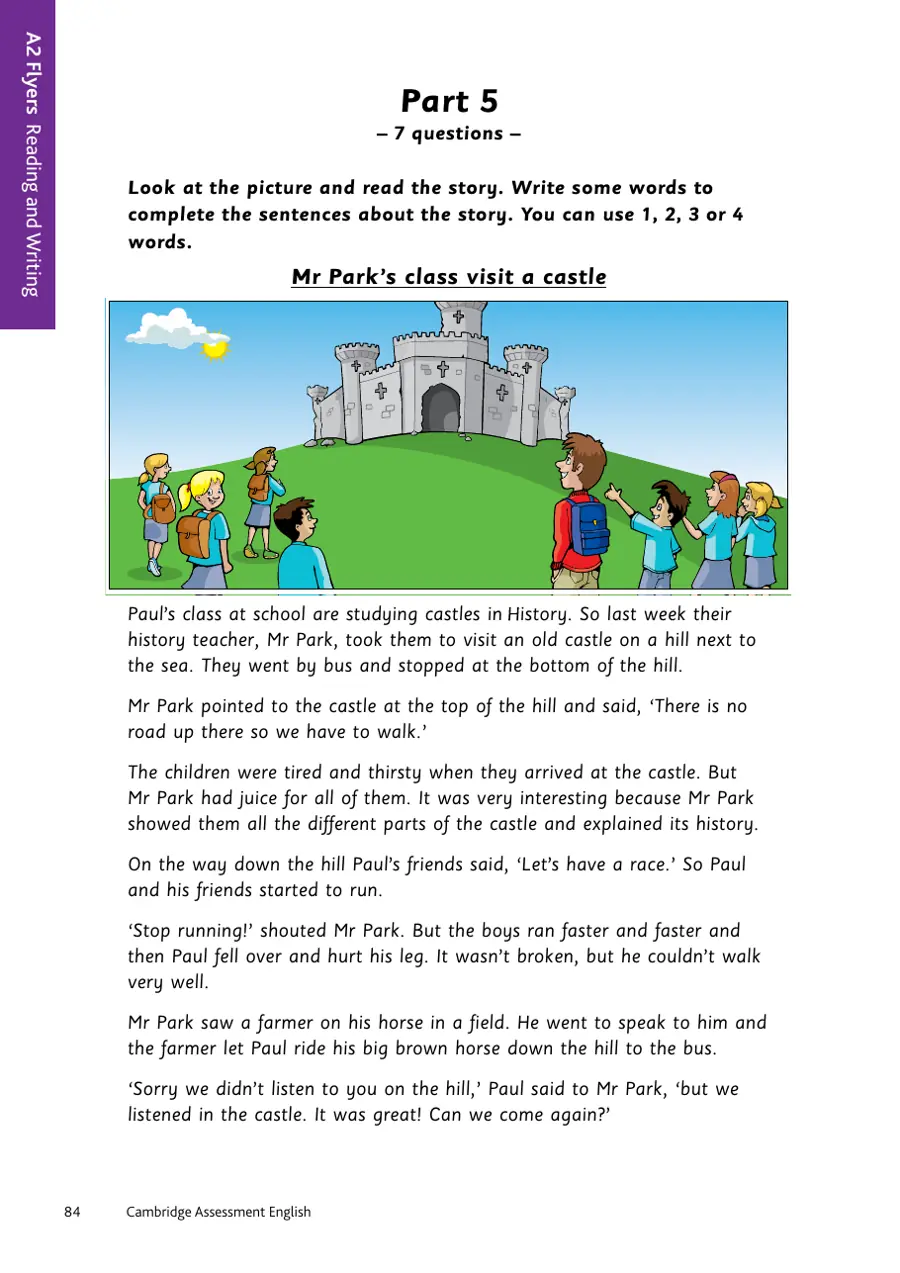 A2 Flyers Reading and Writing
Part 5
– 7 questions –
Look at the picture and read the story. Write some words to
complete the sentences about the story. You can use 1, 2, 3 or 4
words.
Mr Park’s class visit a castle
Paul’s class at school are studying castles in History. So last week their
history teacher, Mr Park, took them to visit an old castle on a hill next to
the sea. They went by bus and stopped at the bottom of the hill.
Mr Park pointed to the castle at the top of the hill and said, ‘There is no
road up there so we have to walk.’
The children were tired and thirsty when they arrived at the castle. But
Mr Park had juice for all of them. It was very interesting because Mr Park
showed them all the different parts of the castle and explained its history.
On the way down the hill Paul’s friends said, ‘Let’s have a race.’ So Paul
and his friends started to run.
‘Stop running!’ shouted Mr Park. But the boys ran faster and faster and
then Paul fell over and hurt his leg. It wasn’t broken, but he couldn’t walk
very well.
Mr Park saw a farmer on his horse in a field. He went to speak to him and
the farmer let Paul ride his big brown horse down the hill to the bus.
‘Sorry we didn’t listen to you on the hill,’ Paul said to Mr Park, ‘but we
listened in the castle. It was great! Can we come again?’
84 Cambridge Assessment English